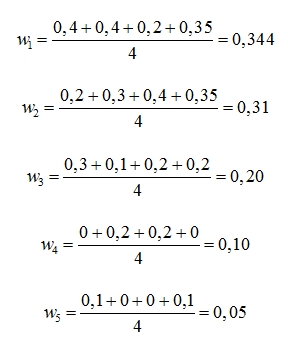 w₁ = (0,4 + 0,4 + 0,2 + 0,35) / 4 = 0,344
w₂ = (0,2 + 0,3 + 0,4 + 0,35) / 4 = 0,31
w₃ = (0,3 + 0,1 + 0,2 + 0,2) / 4 = 0,20
w₄ = (0 + 0,2 + 0,2 + 0) / 4 = 0,10
w₅ = (0,1 + 0 + 0 + 0,1) / 4 = 0,05